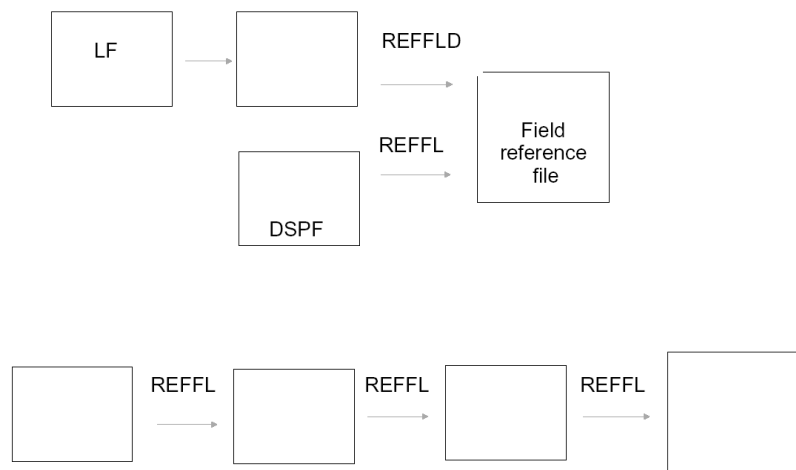 LF
REFFLD
Field
reference
file
REFFL
DSPF
REFFL
REFFL
REFFL